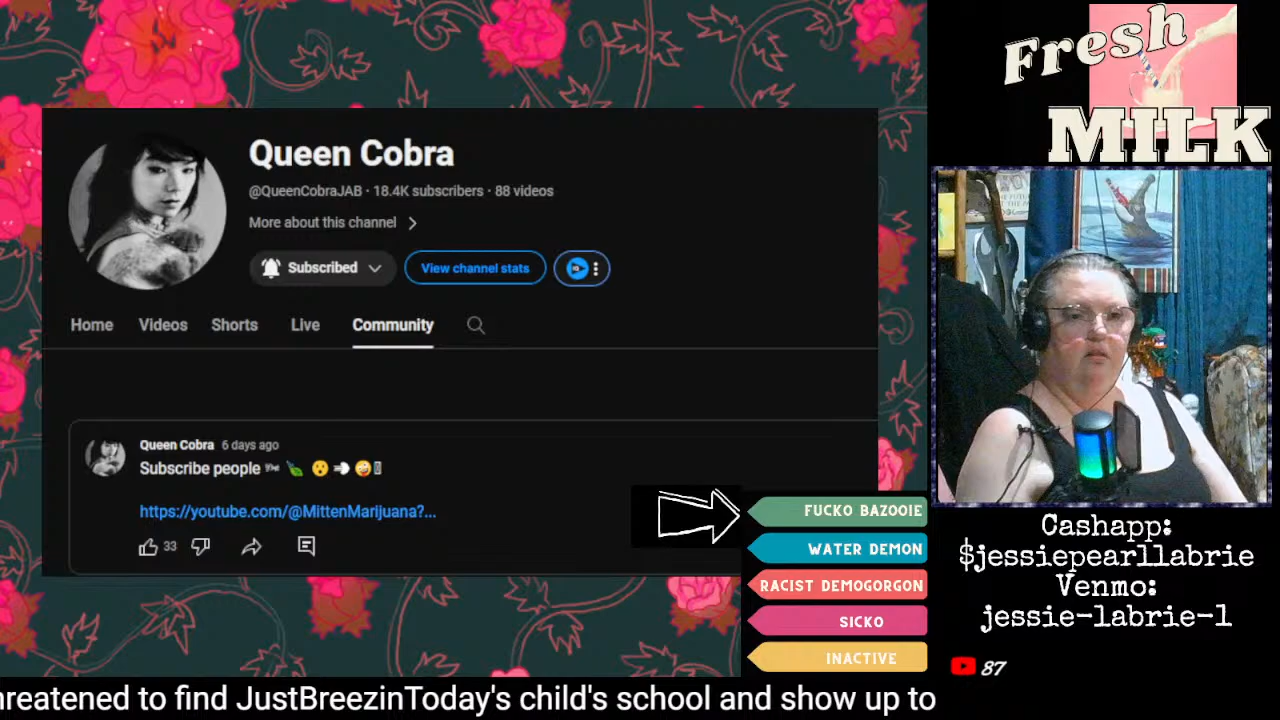 Fresh
MILK
Queen Cobra
@QueenCobraJAB · 18.4K subscribers · 88 videos
More about this channel
Subscribed
View channel stats
Home
Videos
Shorts
Live
Community
Queen Cobra 6 days ago
Subscribe people
https://youtube.com/@MittenMarijuana?...
33
FUCKO BAZOOIE
WATER DEMON
RACIST DEMOGORGON
SICKO
INACTIVE
Cashapp:
$jessiepearllabrie
Venmo:
jessie-labrie-1
87
hreatened to find JustBreezinToday's child's school and show up to